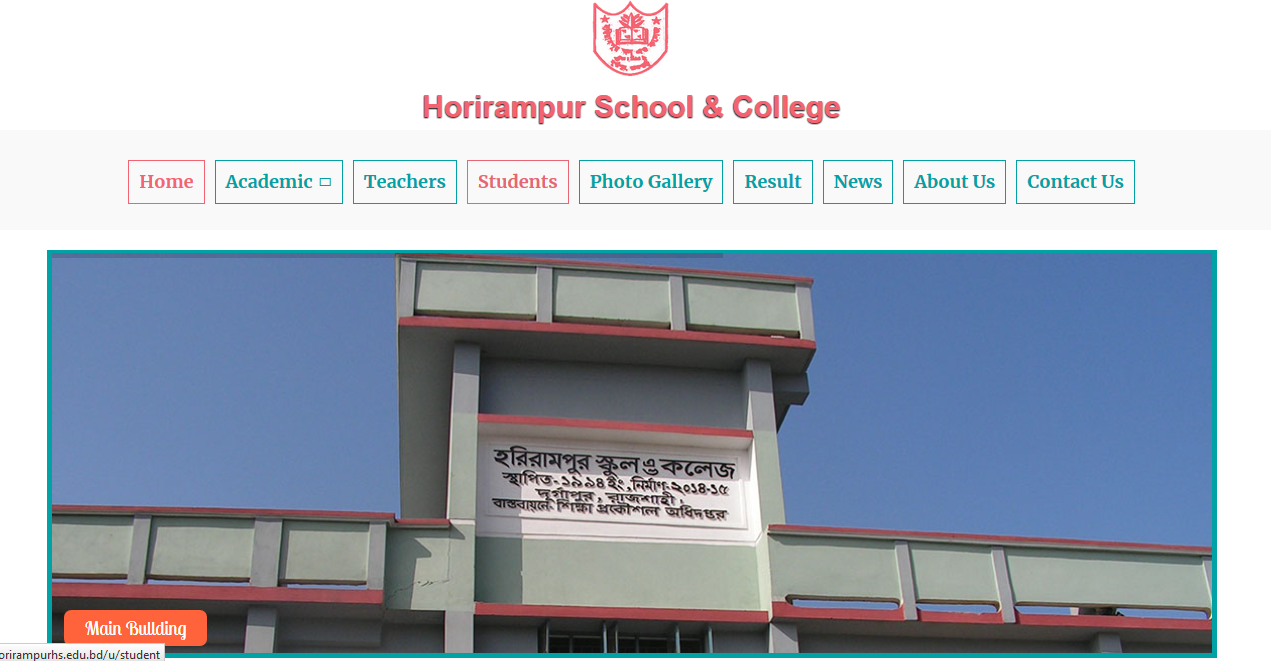 Horirampur School & College
Home Academic Teachers Students Photo Gallery Result News About Us Contact Us
হরিরামপুর স্কুল ও কলেজ
স্থাপিত-১৯৯৪ ইং, নির্মাণ-২০১৪-১৫
দূর্গাপুর, রাজশাহী,
বাস্তবায়নে শিক্ষা প্রকৌশল অধিদপ্তর
Main Building
orirampurhs.edu.bd/u/student